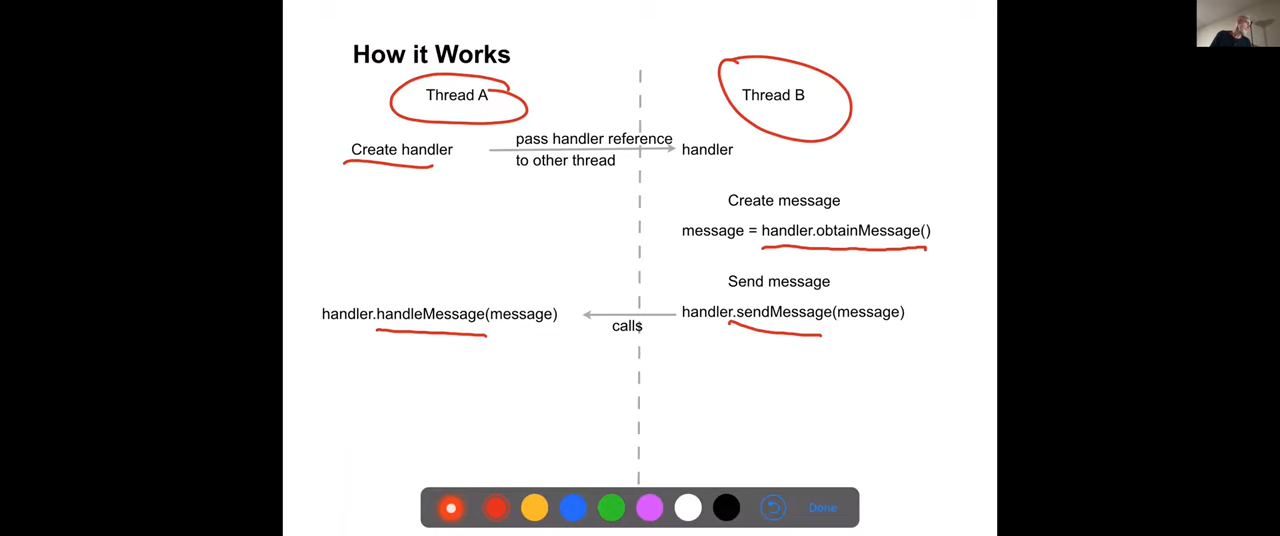 How it Works
Thread A
Thread B
pass handler reference
Create handler
handler
to other thread
Create message
message = handler.obtainMessage()
Send message
handler.handleMessage(message)
handler.sendMessage(message)
calls
Done